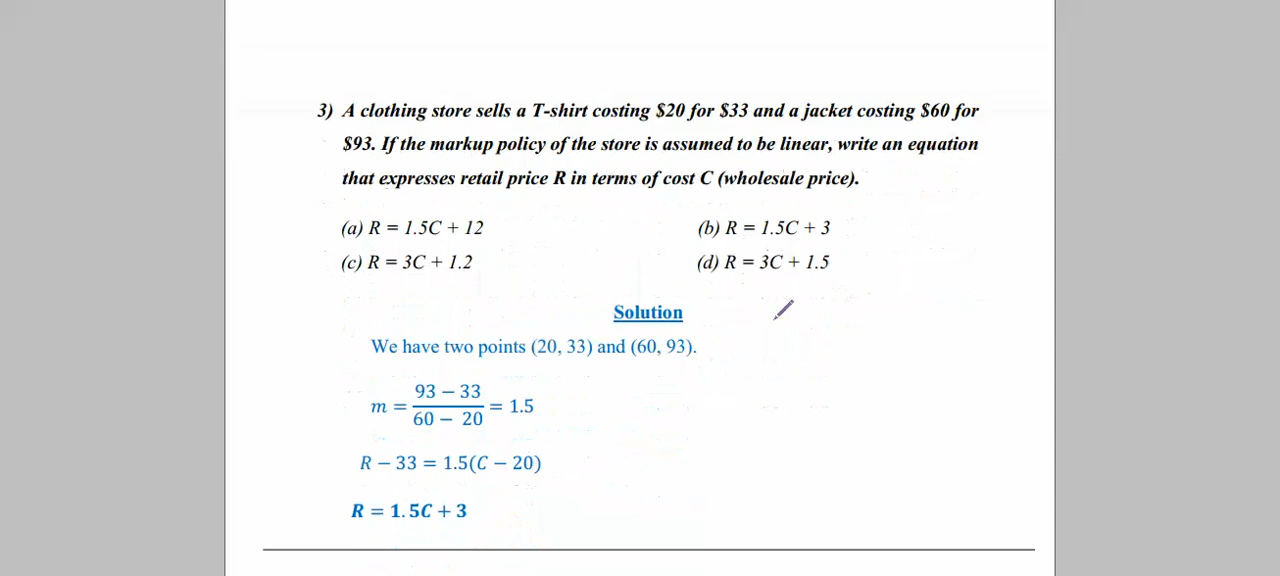 3) A clothing store sells a T-shirt costing $20 for $33 and a jacket costing $60 for
$93. If the markup policy of the store is assumed to be linear, write an equation
that expresses retail price R in terms of cost C (wholesale price).
(a) R = 1.5C + 12 (b) R = 1.5C + 3
(c) R = 3C + 1.2 (d) R = 3C + 1.5
Solution
We have two points (20, 33) and (60, 93).
m = (93 − 33)/(60 − 20) = 1.5
R − 33 = 1.5(C − 20)
R = 1.5C + 3